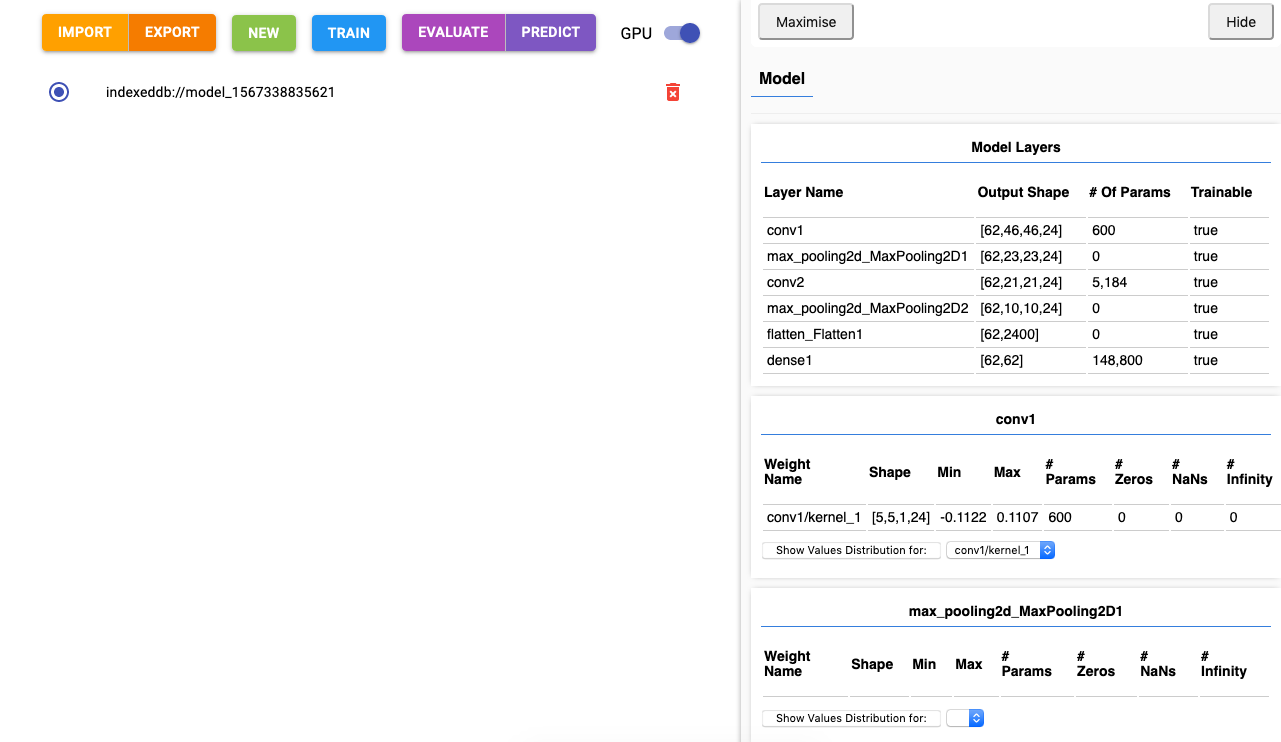 IMPORT EXPORT NEW TRAIN EVALUATE PREDICT GPU
indexeddb://model_1567338835621
Maximise Hide
Model
Model Layers
Layer Name Output Shape # Of Params Trainable
conv1 [62,46,46,24] 600 true
max_pooling2d_MaxPooling2D1 [62,23,23,24] 0 true
conv2 [62,21,21,24] 5,184 true
max_pooling2d_MaxPooling2D2 [62,10,10,24] 0 true
flatten_Flatten1 [62,2400] 0 true
dense1 [62,62] 148,800 true
conv1
Weight Name Shape Min Max # Params # Zeros # NaNs # Infinity
conv1/kernel_1 [5,5,1,24] -0.1122 0.1107 600 0 0 0
Show Values Distribution for: conv1/kernel_1
max_pooling2d_MaxPooling2D1
Weight Name Shape Min Max # Params # Zeros # NaNs # Infinity
Show Values Distribution for: